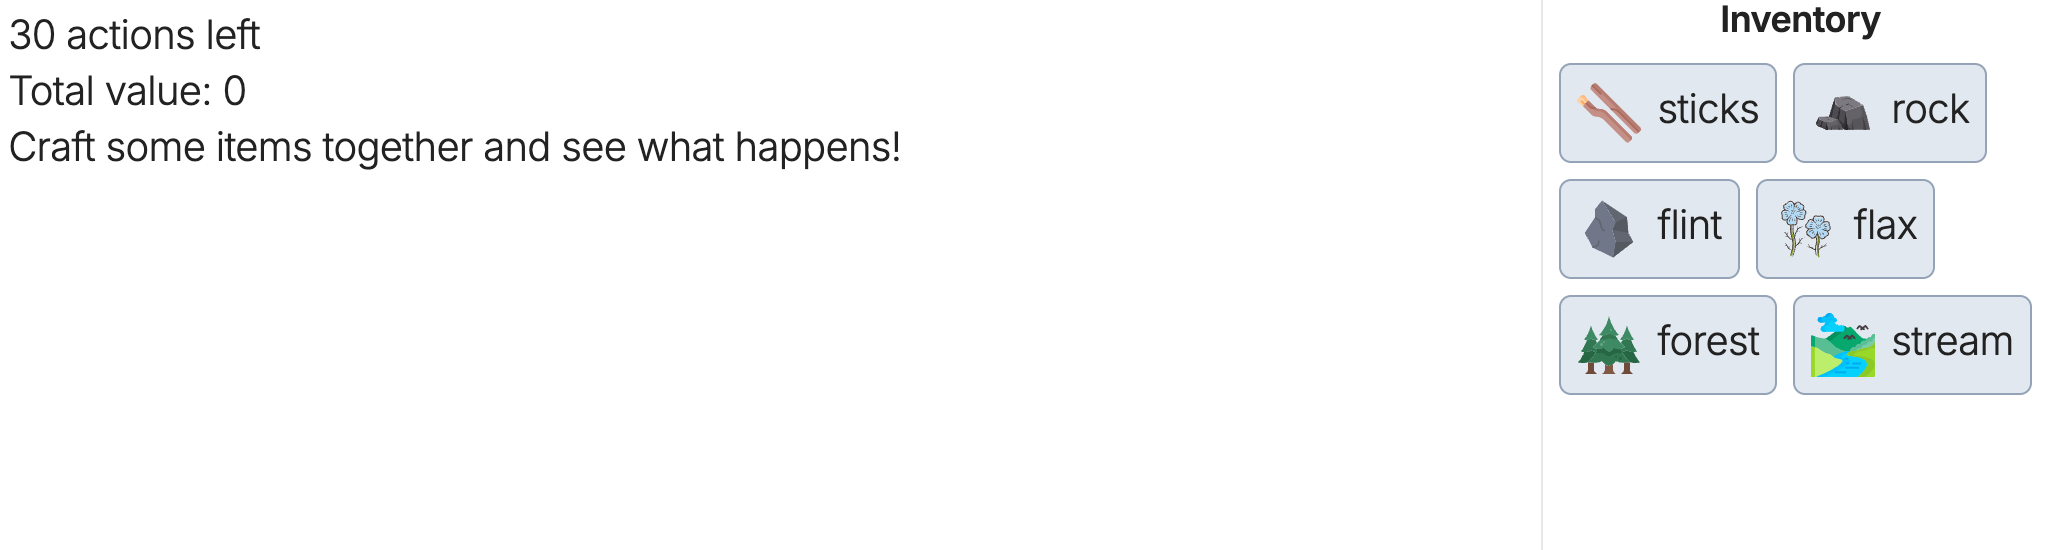 30 actions left
Total value: 0
Craft some items together and see what happens!
Inventory
sticks
rock
flint
flax
forest
stream